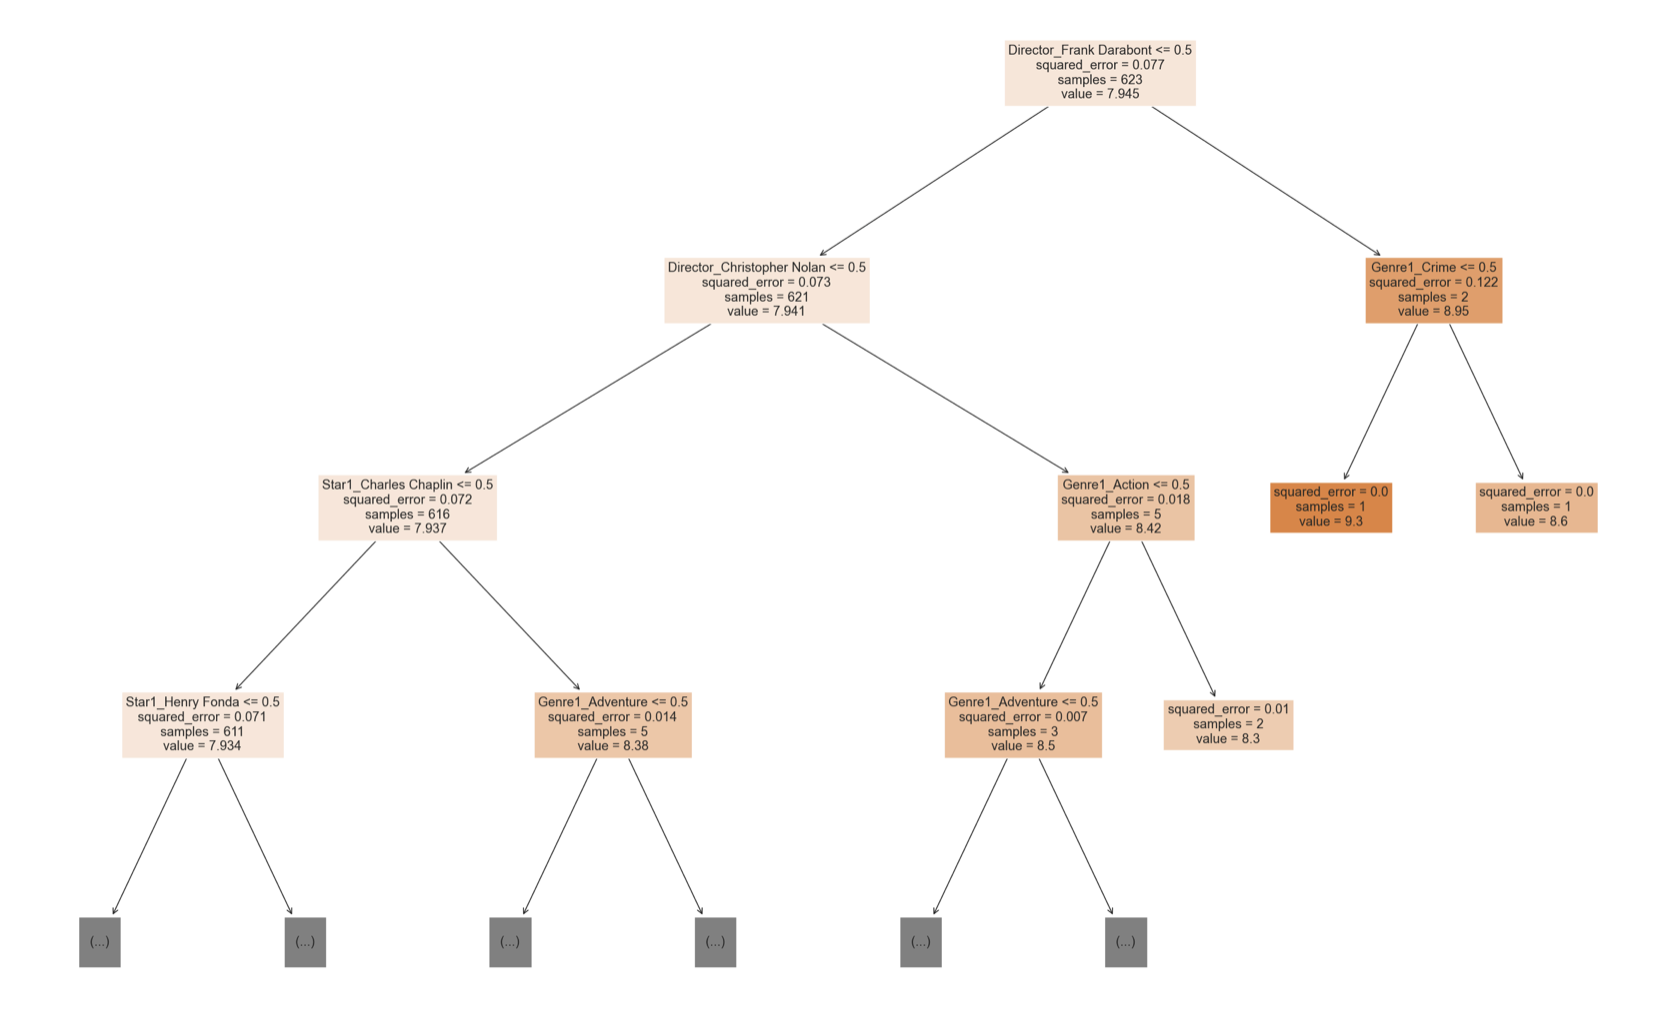 Director_Frank Darabont <= 0.5
squared_error = 0.077
samples = 623
value = 7.945
Director_Christopher Nolan <= 0.5
squared_error = 0.073
samples = 621
value = 7.941
Genre1_Crime <= 0.5
squared_error = 0.122
samples = 2
value = 8.95
Star1_Charles Chaplin <= 0.5
squared_error = 0.072
samples = 616
value = 7.937
Genre1_Action <= 0.5
squared_error = 0.018
samples = 5
value = 8.42
squared_error = 0.0
samples = 1
value = 9.3
squared_error = 0.0
samples = 1
value = 8.6
Star1_Henry Fonda <= 0.5
squared_error = 0.071
samples = 611
value = 7.934
Genre1_Adventure <= 0.5
squared_error = 0.014
samples = 5
value = 8.38
Genre1_Adventure <= 0.5
squared_error = 0.007
samples = 3
value = 8.5
squared_error = 0.01
samples = 2
value = 8.3
(...)
(...)
(...)
(...)
(...)
(...)